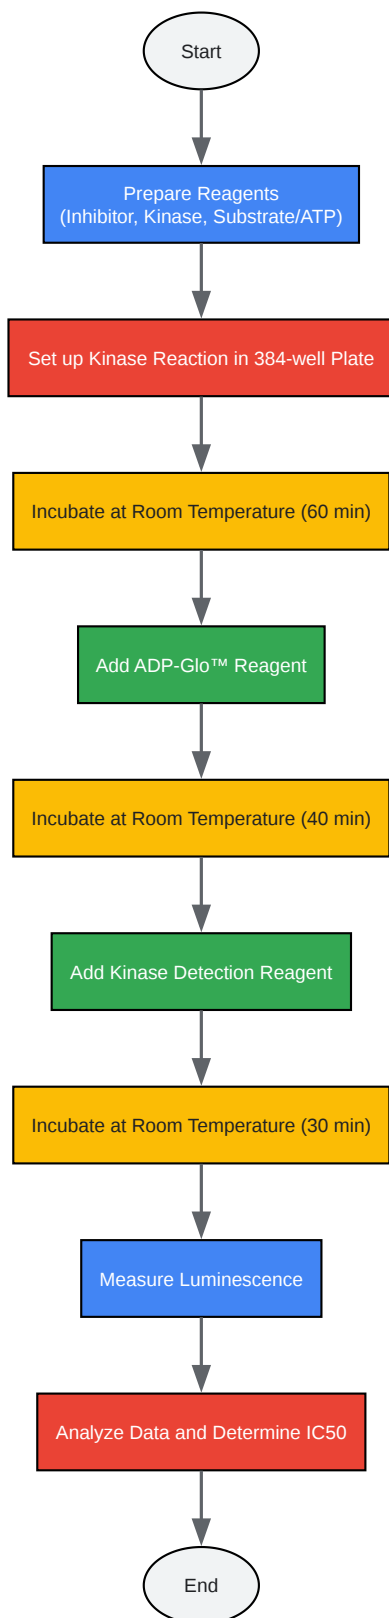 Start
Prepare Reagents
(Inhibitor, Kinase, Substrate/ATP)
Set up Kinase Reaction in 384-well Plate
Incubate at Room Temperature (60 min)
Add ADP-Glo™ Reagent
Incubate at Room Temperature (40 min)
Add Kinase Detection Reagent
Incubate at Room Temperature (30 min)
Measure Luminescence
Analyze Data and Determine IC50
End